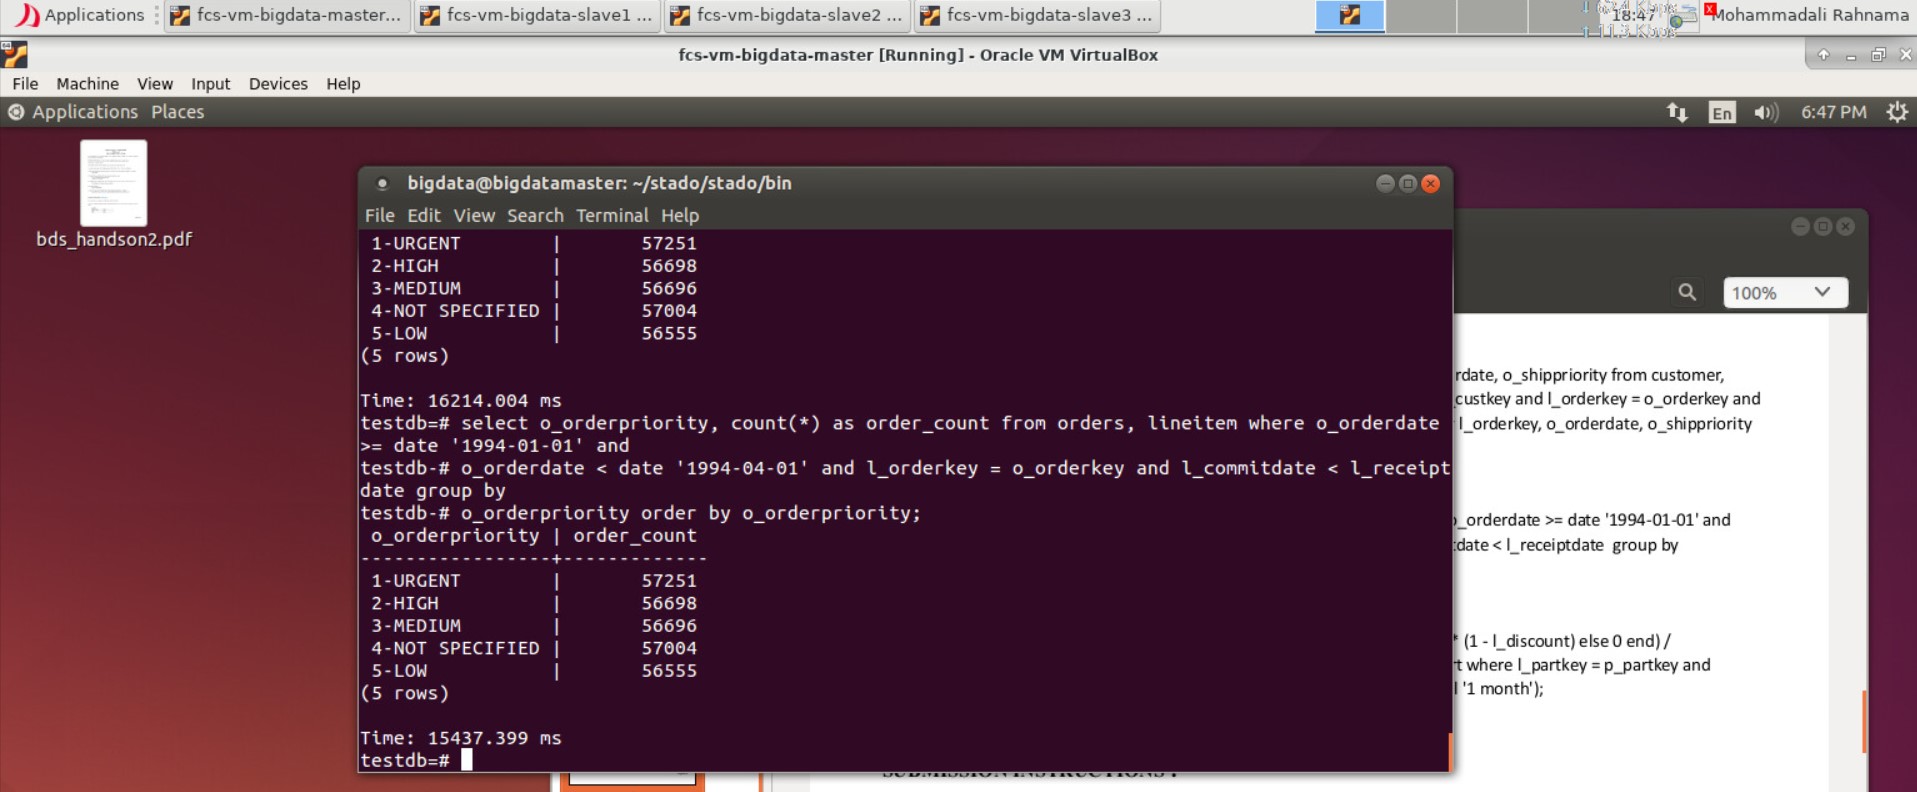 Applications
fcs-vm-bigdata-master...
fcs-vm-bigdata-slave1 ...
fcs-vm-bigdata-slave2 ...
fcs-vm-bigdata-slave3 ...
18:47
Mohammadali Rahnama
fcs-vm-bigdata-master [Running] - Oracle VM VirtualBox
File Machine View Input Devices Help
Applications Places
En
6:47 PM
bds_handson2.pdf
bigdata@bigdatamaster: ~/stado/stado/bin
File Edit View Search Terminal Help
1-URGENT | 57251
2-HIGH | 56698
3-MEDIUM | 56696
4-NOT SPECIFIED | 57004
5-LOW | 56555
(5 rows)
Time: 16214.004 ms
testdb=# select o_orderpriority, count(*) as order_count from orders, lineitem where o_orderdate
>= date '1994-01-01' and
testdb-# o_orderdate < date '1994-04-01' and l_orderkey = o_orderkey and l_commitdate < l_receipt
date group by
testdb-# o_orderpriority order by o_orderpriority;
o_orderpriority | order_count
-----------------+-------------
1-URGENT | 57251
2-HIGH | 56698
3-MEDIUM | 56696
4-NOT SPECIFIED | 57004
5-LOW | 56555
(5 rows)
Time: 15437.399 ms
testdb=#
100%
rdate, o_shippriority from customer,
custkey and l_orderkey = o_orderkey and
l_orderkey, o_orderdate, o_shippriority
o_orderdate >= date '1994-01-01' and
date < l_receiptdate group by
* (1 - l_discount) else 0 end) /
t where l_partkey = p_partkey and
l '1 month');
SUBMISSION INSTRUCTIONS :